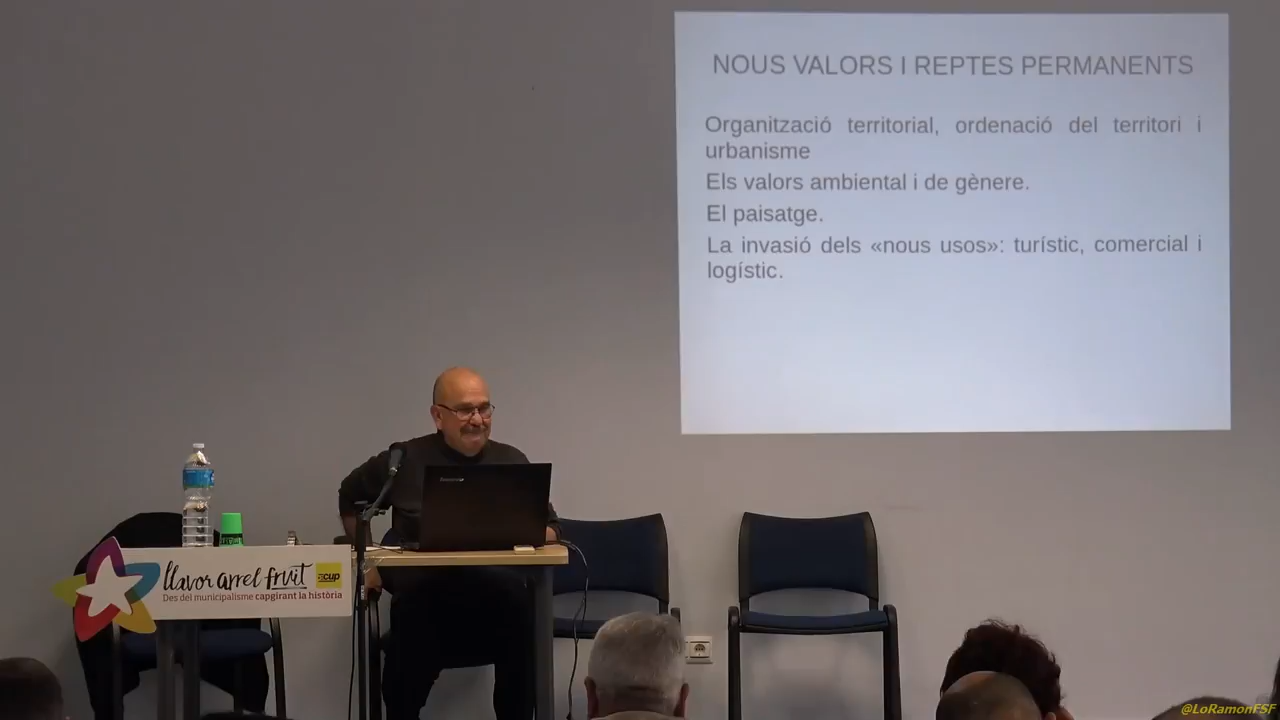 NOUS VALORS I REPTES PERMANENTS
Organització territorial, ordenació del territori i
urbanisme
Els valors ambiental i de gènere.
El paisatge.
La invasió dels «nous usos»: turístic, comercial i
logístic.
llavor arrel fruit
cup
Des del municipalisme capgirant la història
@LoRamonFSF